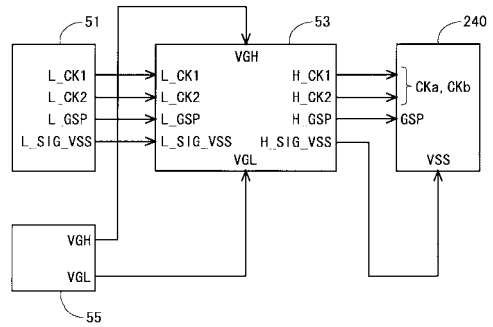 51
53
240
VGH
L_CK1
L_CK1
H_CK1
L_CK2
L_CK2
H_CK2
CKa, CKb
L_GSP
L_GSP
H_GSP
GSP
L_SIG_VSS
L_SIG_VSS
H_SIG_VSS
VGL
VSS
VGH
VGL
55